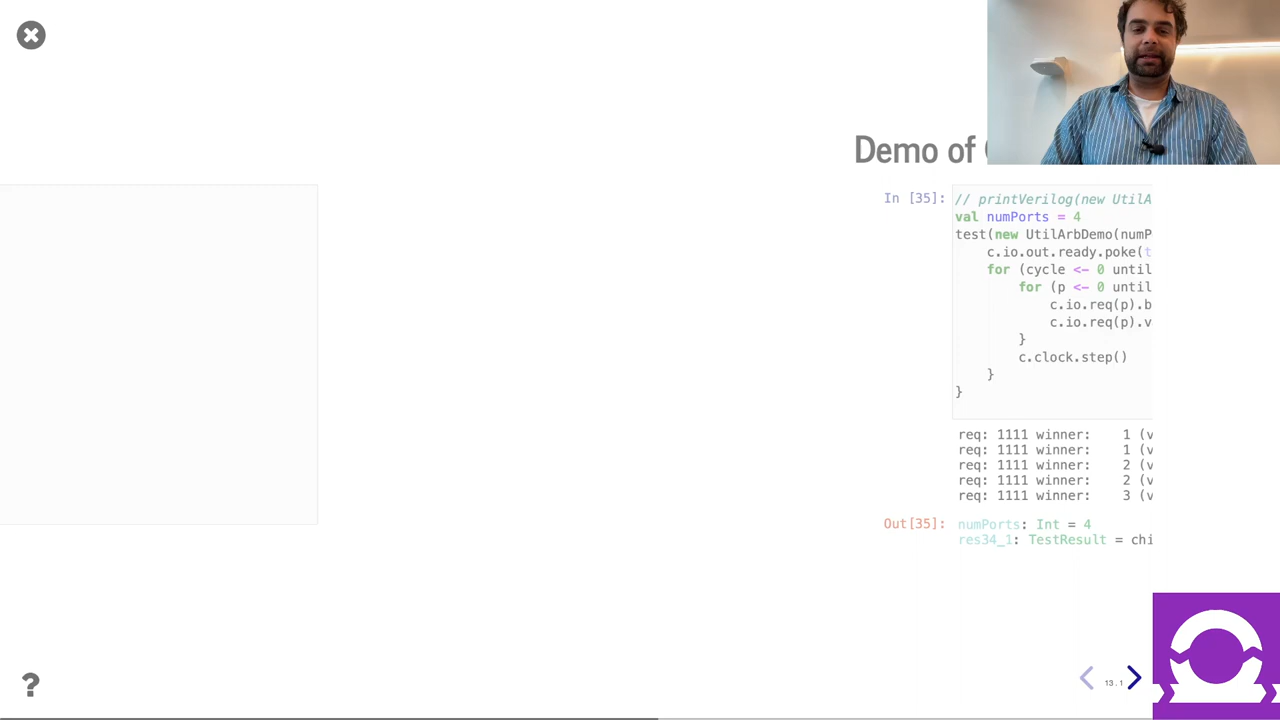 Demo of
In [35]:
// printVerilog(new UtilA
val numPorts = 4
test(new UtilArbDemo(numP
c.io.out.ready.poke(t
for (cycle <- 0 until
for (p <- 0 until
c.io.req(p).b
c.io.req(p).v
}
c.clock.step()
}
}
req: 1111 winner: 1 (v
req: 1111 winner: 1 (v
req: 1111 winner: 2 (v
req: 1111 winner: 2 (v
req: 1111 winner: 3 (v
Out[35]:
numPorts: Int = 4
res34_1: TestResult = chi
13.1
?